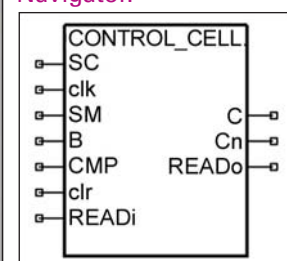 Navigator.
CONTROL_CELL.
SC
clk
SM
C
B
Cn
CMP
READo
clr
READi